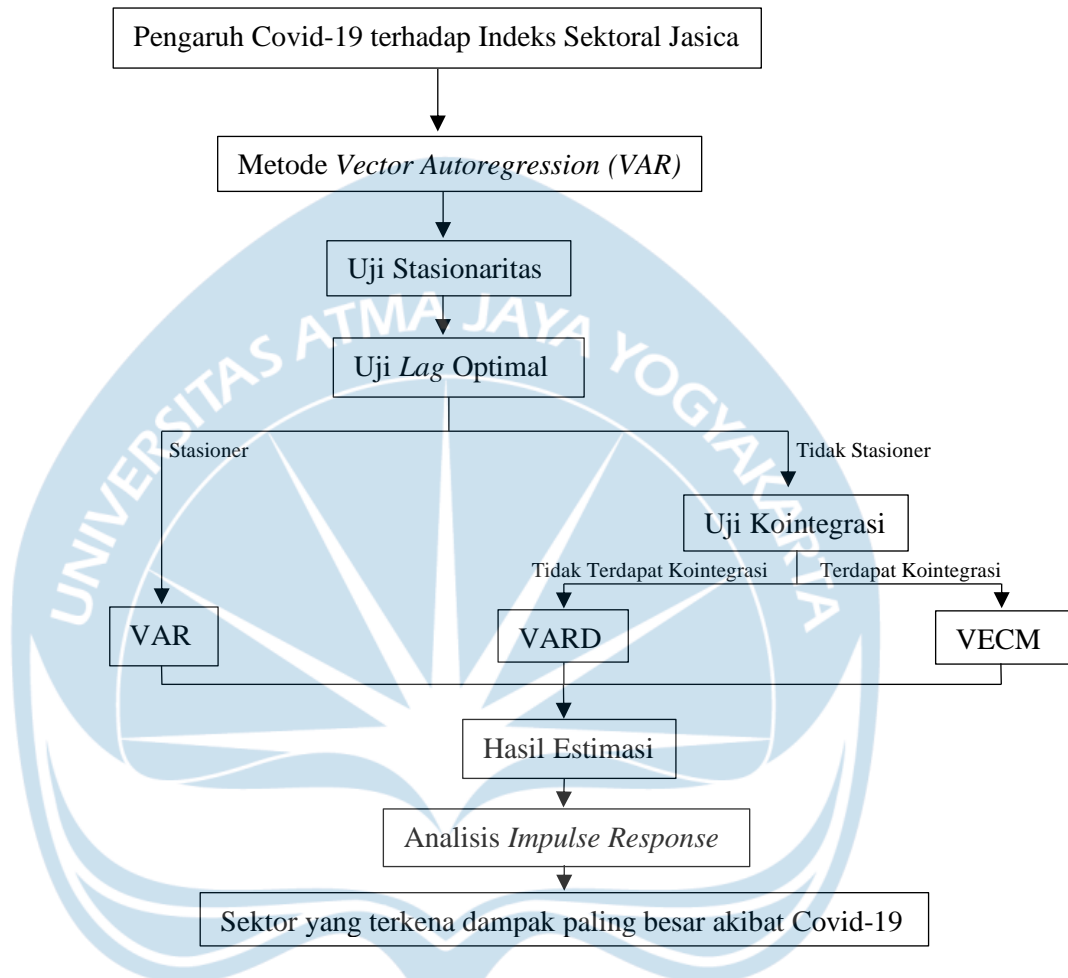 Pengaruh Covid-19 terhadap Indeks Sektoral Jasica
Metode Vector Autoregression (VAR)
Uji Stasionaritas
UNIVERSITAS ATMA JAYA YOGYAKARTA
Uji Lag Optimal
Stasioner
Tidak Stasioner
Uji Kointegrasi
Tidak Terdapat Kointegrasi
Terdapat Kointegrasi
VAR
VARD
VECM
Hasil Estimasi
Analisis Impulse Response
Sektor yang terkena dampak paling besar akibat Covid-19